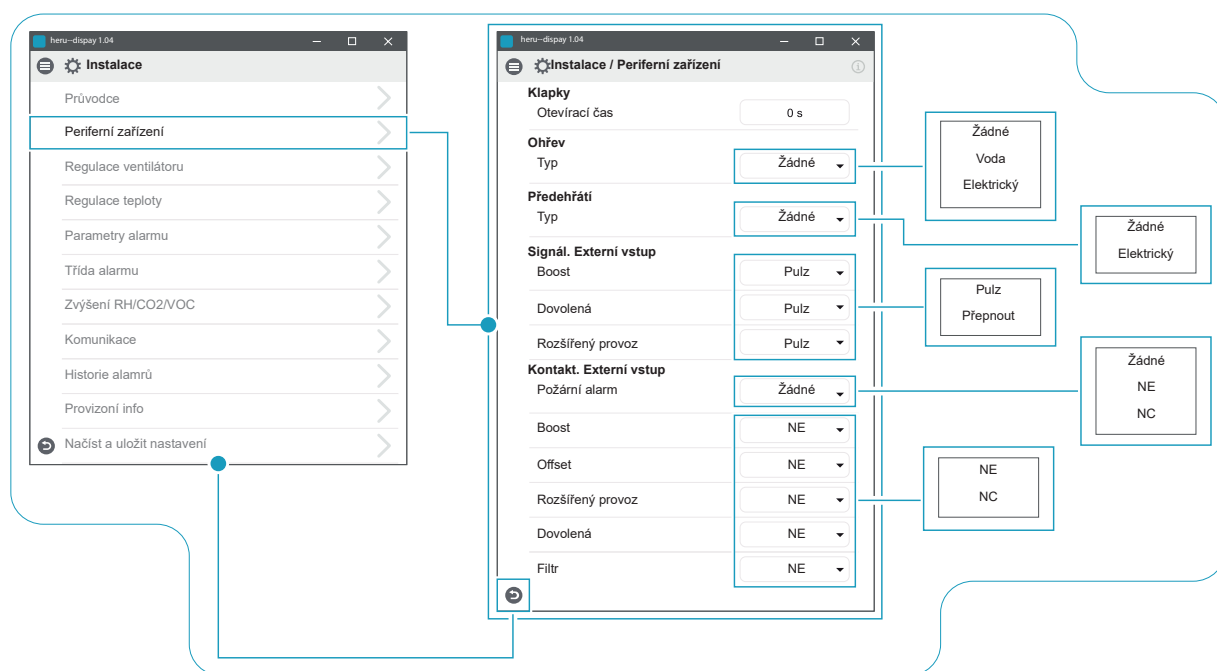 heru–dispay 1.04
Instalace
Průvodce
Periferní zařízení
Regulace ventilátoru
Regulace teploty
Parametry alarmu
Třída alarmu
Zvýšení RH/CO2/VOC
Komunikace
Historie alamrů
Provizoní info
Načíst a uložit nastavení
heru–dispay 1.04
Instalace / Periferní zařízení
Klapky
Otevírací čas 0 s
Ohřev
Typ Žádné
Předehřátí
Typ Žádné
Signál. Externí vstup
Boost Pulz
Dovolená Pulz
Rozšířený provoz Pulz
Kontakt. Externí vstup
Požární alarm Žádné
Boost NE
Offset NE
Rozšířený provoz NE
Dovolená NE
Filtr NE
Žádné
Voda
Elektrický
Žádné
Elektrický
Pulz
Přepnout
Žádné
NE
NC
NE
NC